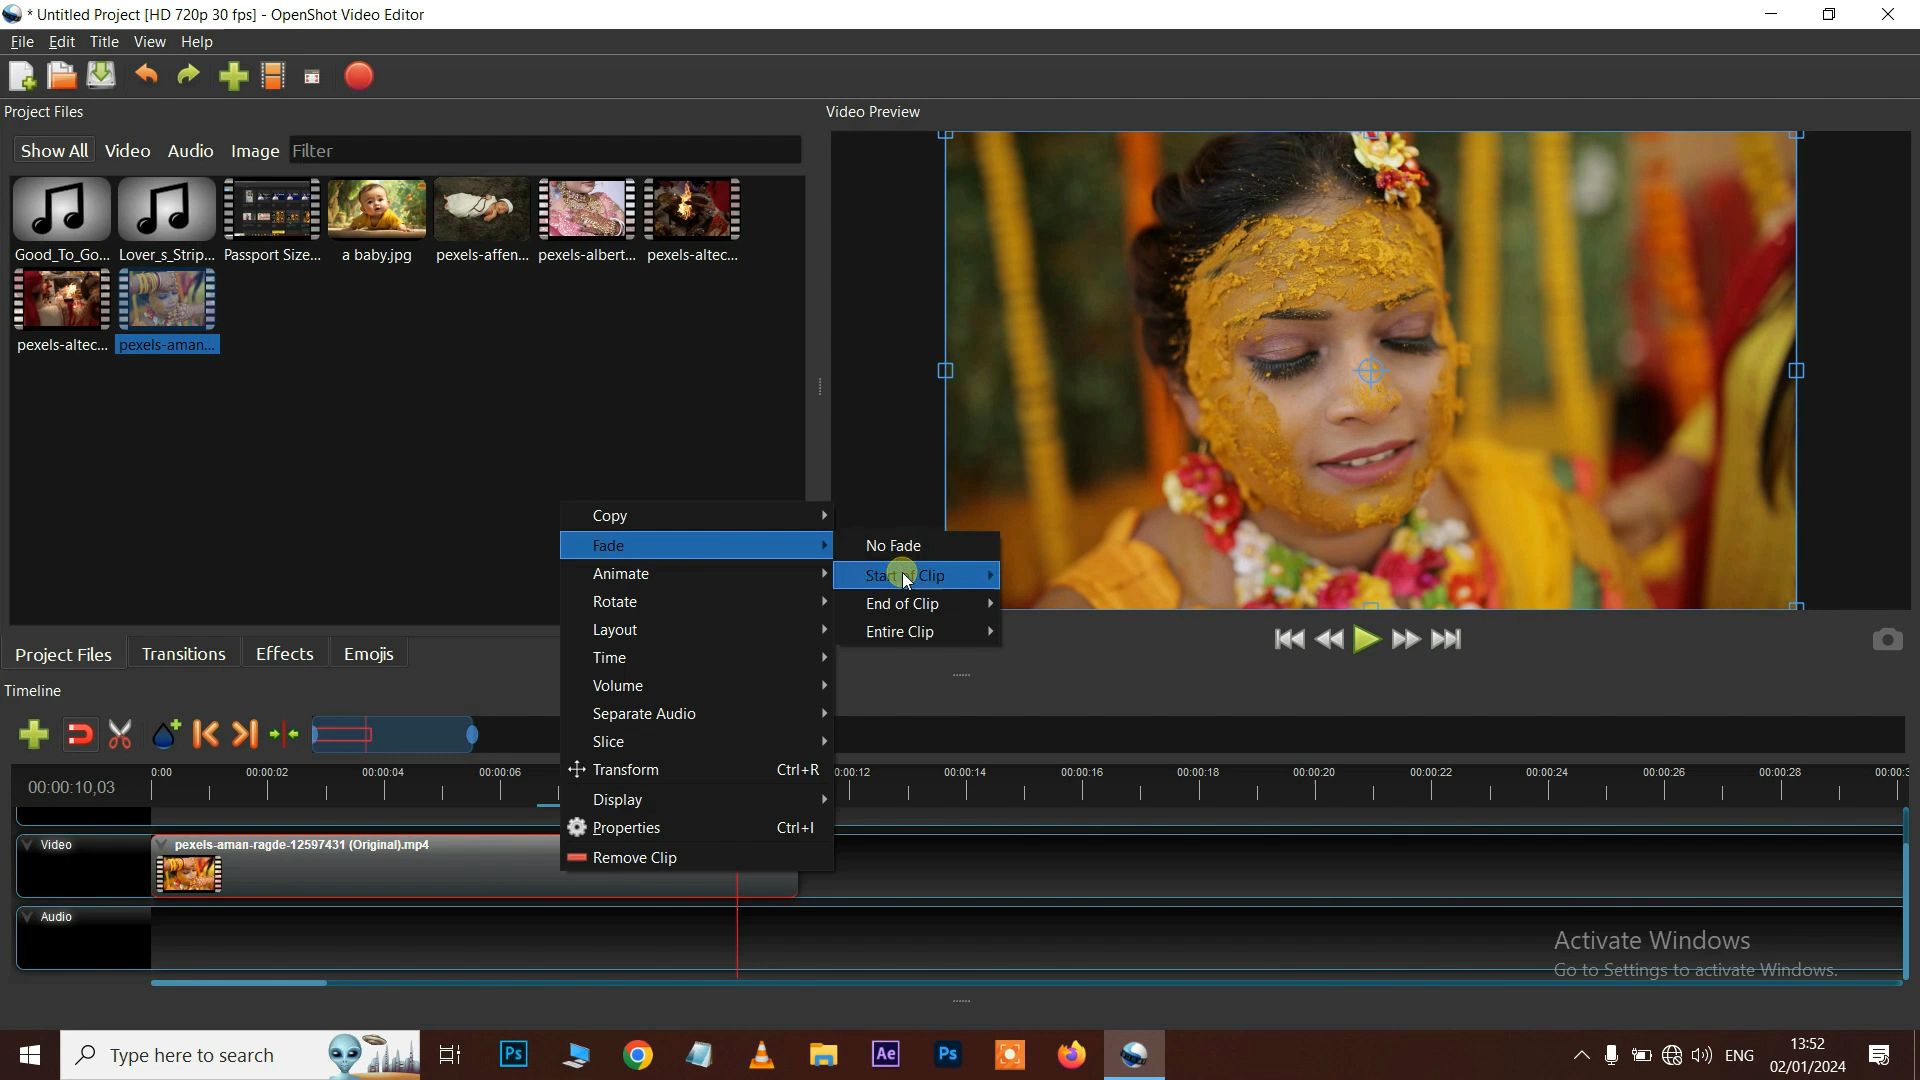 * Untitled Project [HD 720p 30 fps] - OpenShot Video Editor
File Edit Title View Help
Project Files
Video Preview
Show All Video Audio Image Filter
Good_To_Go... Lover_s_Strip... Passport Size... a baby.jpg pexels-affen... pexels-albert... pexels-altec...
pexels-altec... pexels-aman...
Copy
Fade
Animate
Rotate
Layout
Time
Volume
Separate Audio
Slice
Transform Ctrl+R
Display
Properties Ctrl+I
Remove Clip
No Fade
Start of Clip
End of Clip
Entire Clip
Project Files Transitions Effects Emojis
Timeline
00:00:10,03
0:00 00:00:02 00:00:04 00:00:06 0:00:12 00:00:14 00:00:16 00:00:18 00:00:20 00:00:22 00:00:24 00:00:26 00:00:28 00:00:3
Video
pexels-aman-ragde-12597431 (Original).mp4
Audio
Activate Windows
Go to Settings to activate Windows.
Type here to search
Ps
Ae
Ps
ENG
13:52
02/01/2024